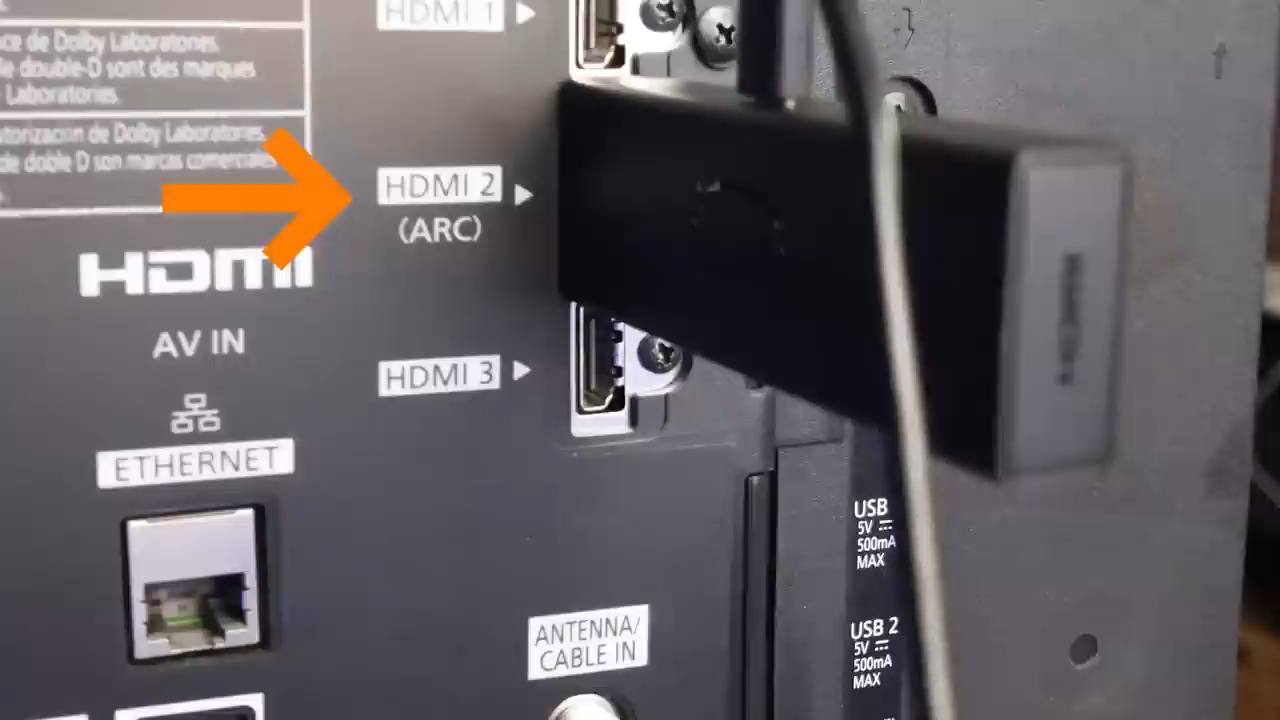 HDMI 1
ce de Dolby Laboratories.
le double-D sont des marques
Laboratories.
utorización de Dolby Laboratories.
de doble D son marcas comerciales
HDMI 2
(ARC)
HDMI
AV IN
HDMI 3
ETHERNET
USB
5V
500mA
MAX
ANTENNA/
CABLE IN
USB 2
5V
500mA
MAX